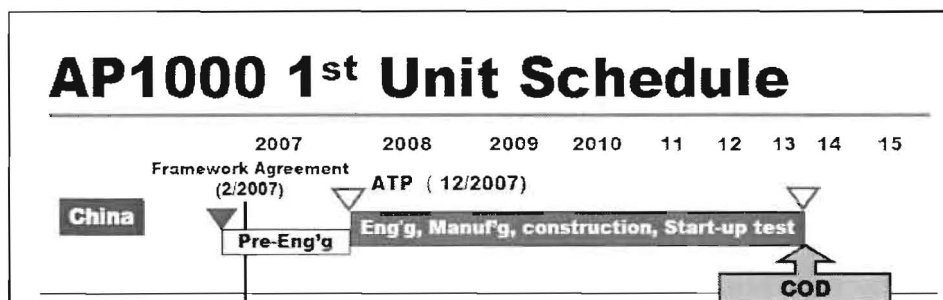 AP1000 1st Unit Schedule
2007 2008 2009 2010 11 12 13 14 15
Framework Agreement
(2/2007)
ATP ( 12/2007)
China
Pre-Eng'g
Eng'g, Manuf'g, construction, Start-up test
COD